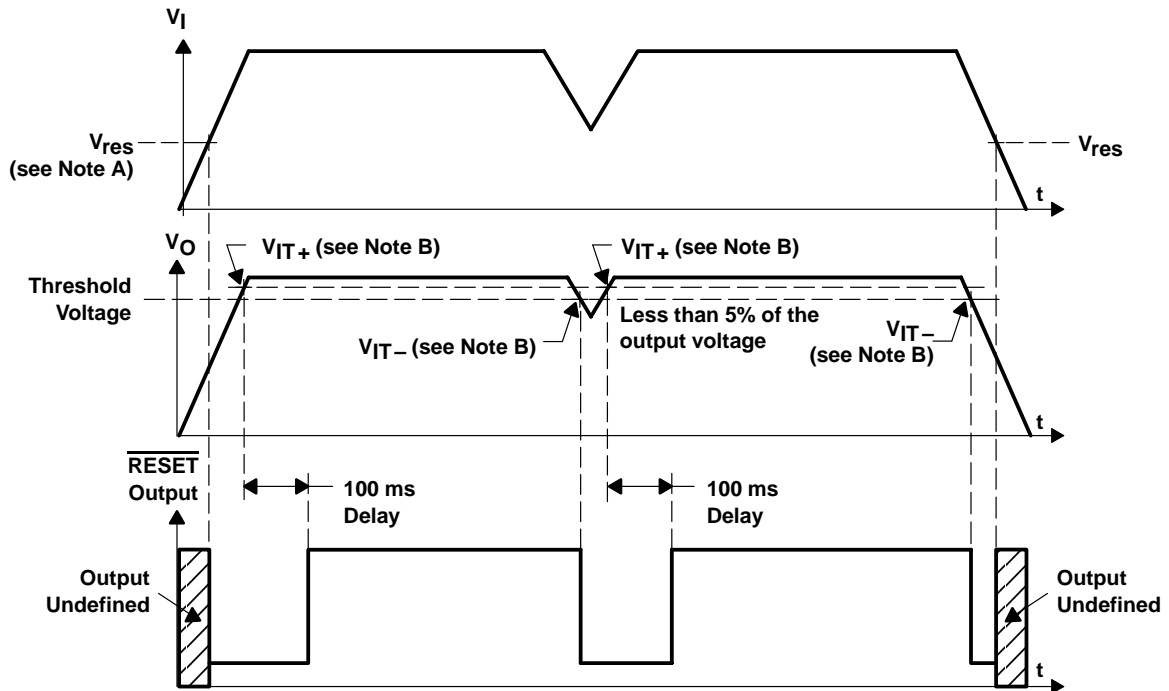 VI
Vres
(see Note A)
Vres
t
VO
VIT+ (see Note B)
VIT+ (see Note B)
Threshold
Voltage
Less than 5% of the
output voltage
VIT− (see Note B)
VIT−
(see Note B)
t
RESET
Output
100 ms
Delay
100 ms
Delay
Output
Undefined
Output
Undefined
t